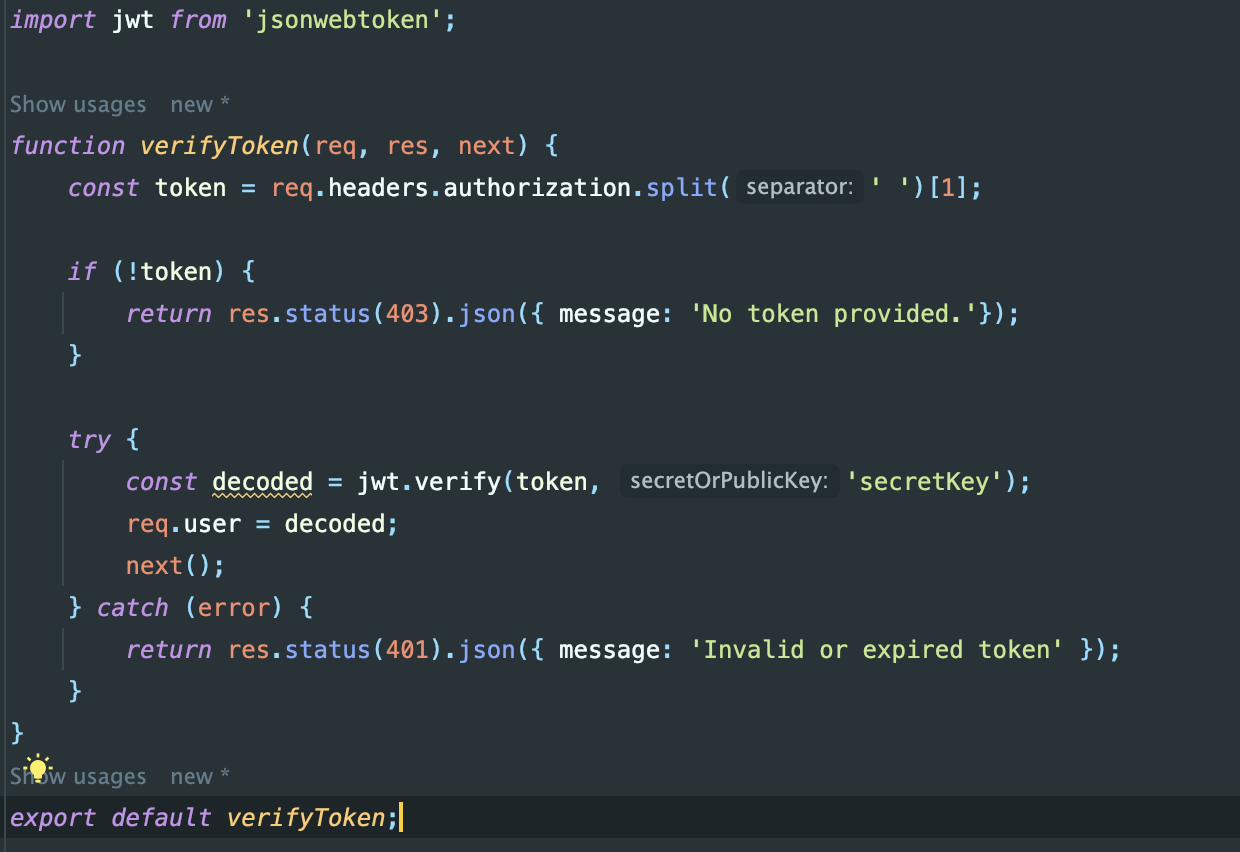 import jwt from 'jsonwebtoken';
Show usages new *
function verifyToken(req, res, next) {
const token = req.headers.authorization.split( separator: ' ')[1];
if (!token) {
return res.status(403).json({ message: 'No token provided.'});
}
try {
const decoded = jwt.verify(token, secretOrPublicKey: 'secretKey');
req.user = decoded;
next();
} catch (error) {
return res.status(401).json({ message: 'Invalid or expired token' });
}
}
Show usages new *
export default verifyToken;